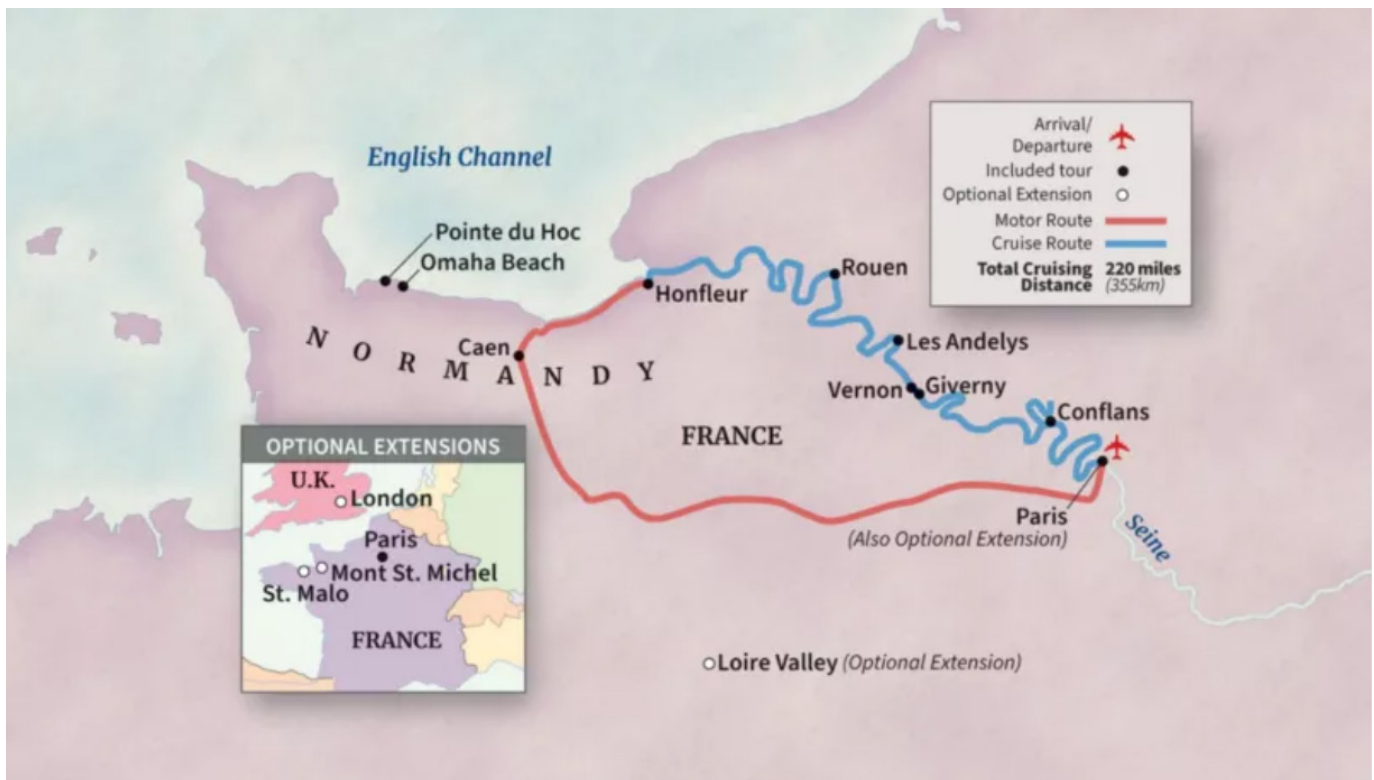 English Channel
Pointe du Hoc
Omaha Beach
Honfleur
Rouen
Caen
NORMANDY
Les Andelys
Vernon
Giverny
Conflans
FRANCE
Paris
(Also Optional Extension)
Seine
Loire Valley (Optional Extension)
Arrival/
Departure
Included tour
Optional Extension
Motor Route
Cruise Route
Total Cruising 220 miles
Distance (355km)
OPTIONAL EXTENSIONS
U.K.
London
Paris
Mont St. Michel
St. Malo
FRANCE